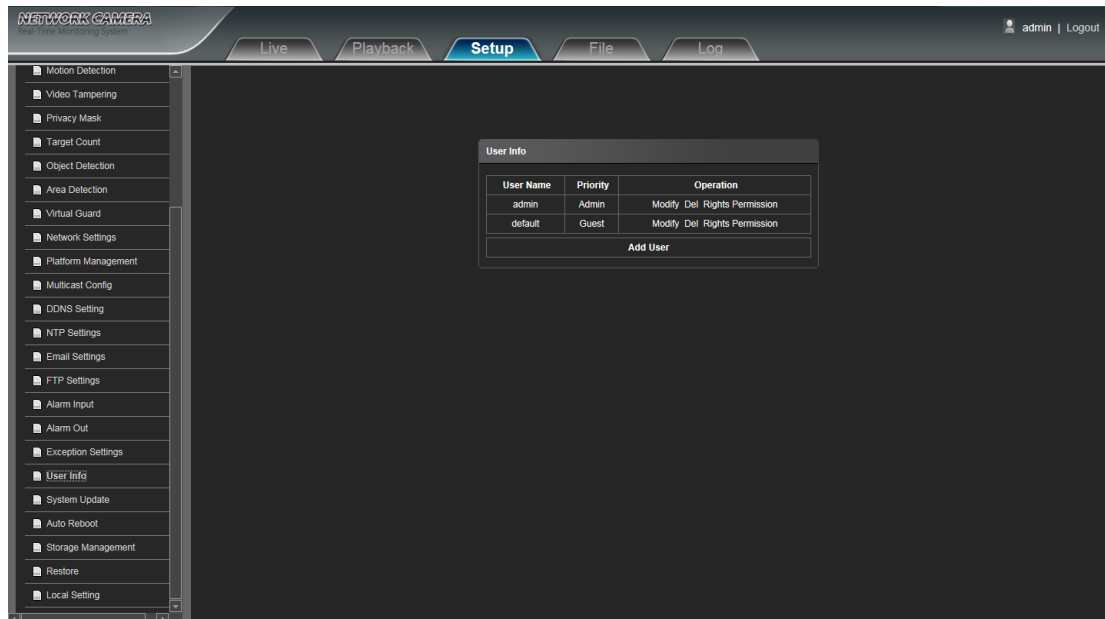 NETWORK CAMERA
Real-Time Monitoring System
admin | Logout
Live Playback Setup File Log
Motion Detection
Video Tampering
Privacy Mask
Target Count
Object Detection
Area Detection
Virtual Guard
Network Settings
Platform Management
Multicast Config
DDNS Setting
NTP Settings
Email Settings
FTP Settings
Alarm Input
Alarm Out
Exception Settings
User Info
System Update
Auto Reboot
Storage Management
Restore
Local Setting
User Info
User Name Priority Operation
admin Admin Modify Del Rights Permission
default Guest Modify Del Rights Permission
Add User